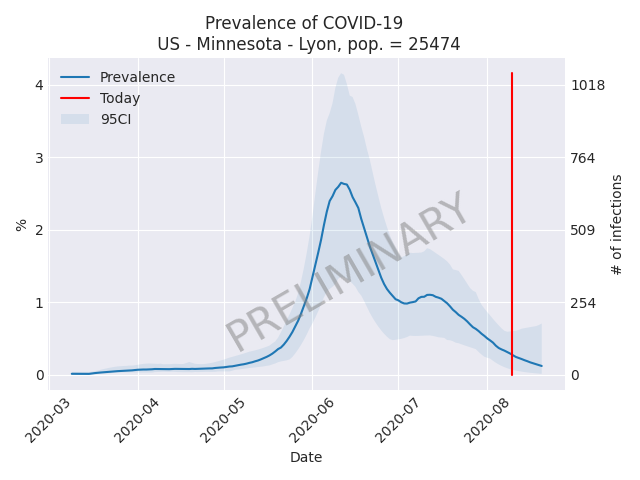 Prevalence of COVID-19
US - Minnesota - Lyon, pop. = 25474
Prevalence
Today
95CI
PRELIMINARY
4
3
2
1
0
%
1018
764
509
254
0
# of infections
2020-03
2020-04
2020-05
2020-06
2020-07
2020-08
Date